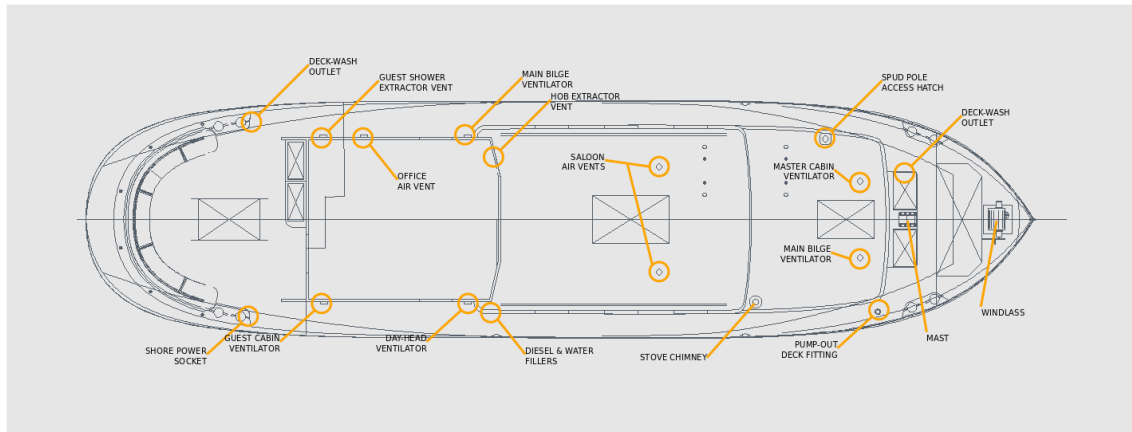 DECK-WASH
OUTLET
GUEST SHOWER
EXTRACTOR VENT
MAIN BILGE
VENTILATOR
HOB EXTRACTOR
VENT
SPUD POLE
ACCESS HATCH
DECK-WASH
OUTLET
OFFICE
AIR VENT
SALOON
AIR VENTS
MASTER CABIN
VENTILATOR
MAIN BILGE
VENTILATOR
WINDLASS
MAST
SHORE POWER
SOCKET
GUEST CABIN
VENTILATOR
DAY-HEAD
VENTILATOR
DIESEL & WATER
FILLERS
STOVE CHIMNEY
PUMP-OUT
DECK FITTING